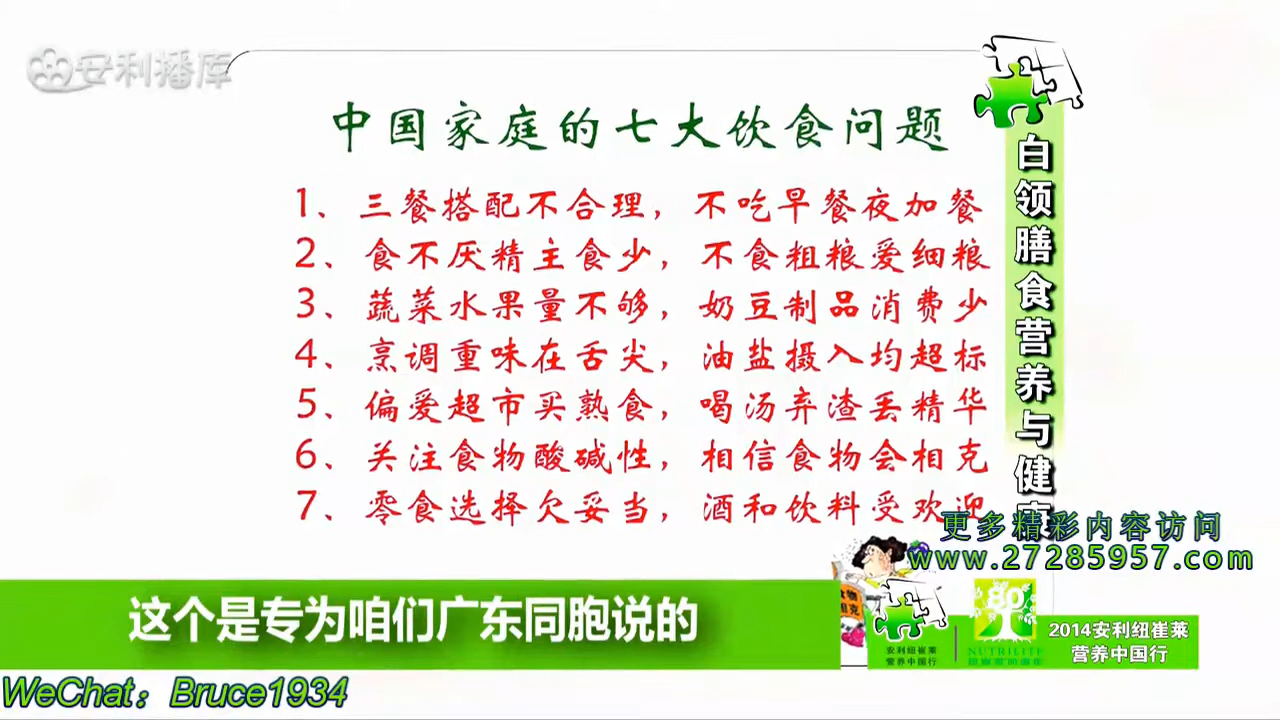 安利播库
中国家庭的七大饮食问题
1、三餐搭配不合理，不吃早餐夜加餐
2、食不厌精主食少，不食粗粮爱细粮
3、蔬菜水果量不够，奶豆制品消费少
4、烹调重味在舌尖，油盐摄入均超标
5、偏爱超市买熟食，喝汤弃渣丢精华
6、关注食物酸碱性，相信食物会相克
7、零食选择欠妥当，酒和饮料受欢迎
白领膳食营养与健康
更多精彩内容访问
www.27285957.com
这个是专为咱们广东同胞说的
安利纽崔莱
营养中国行
80
NUTRILITE
2014安利纽崔莱
营养中国行
WeChat：Bruce1934